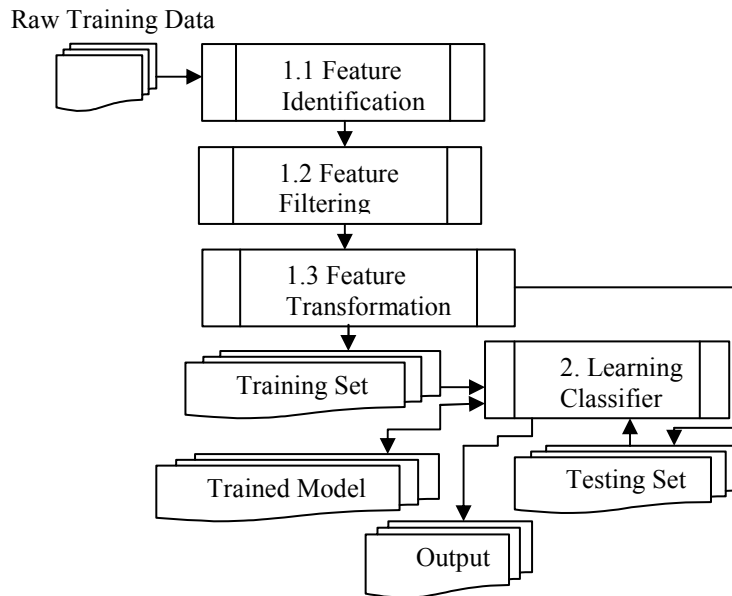 Raw Training Data
1.1 Feature
Identification
1.2 Feature
Filtering
1.3 Feature
Transformation
Training Set
2. Learning
Classifier
Trained Model
Testing Set
Output